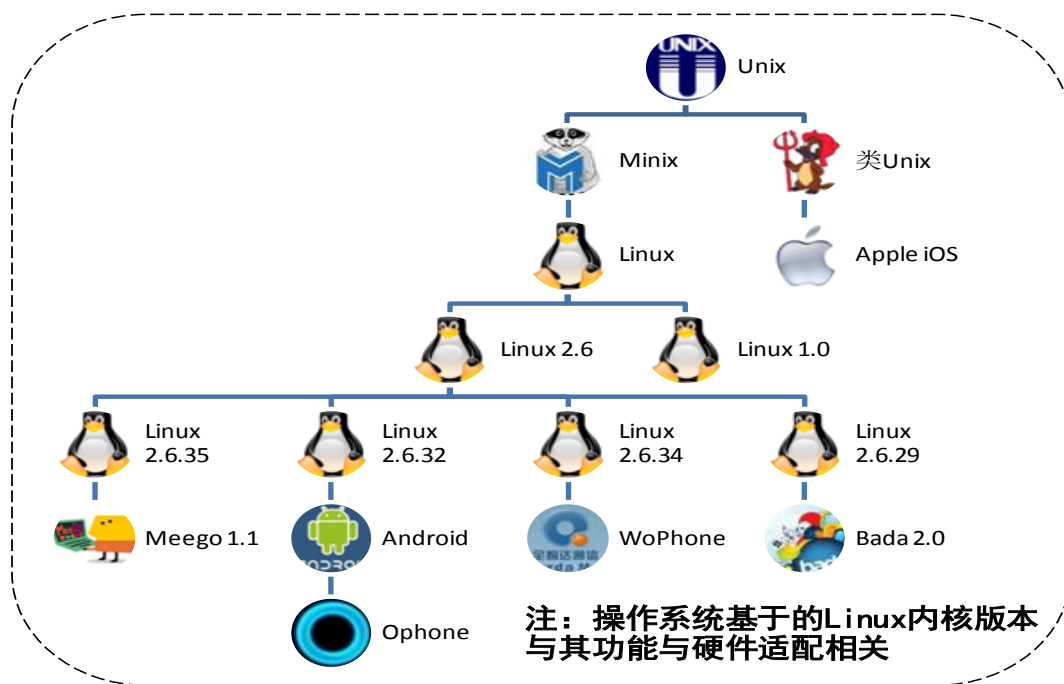 UNIX
Unix
Minix
类Unix
Linux
Apple iOS
Linux 2.6
Linux 1.0
Linux
2.6.35
Linux
2.6.32
Linux
2.6.34
Linux
2.6.29
Meego 1.1
Android
WoPhone
Bada 2.0
Ophone
注：操作系统基于的Linux内核版本
与其功能与硬件适配相关